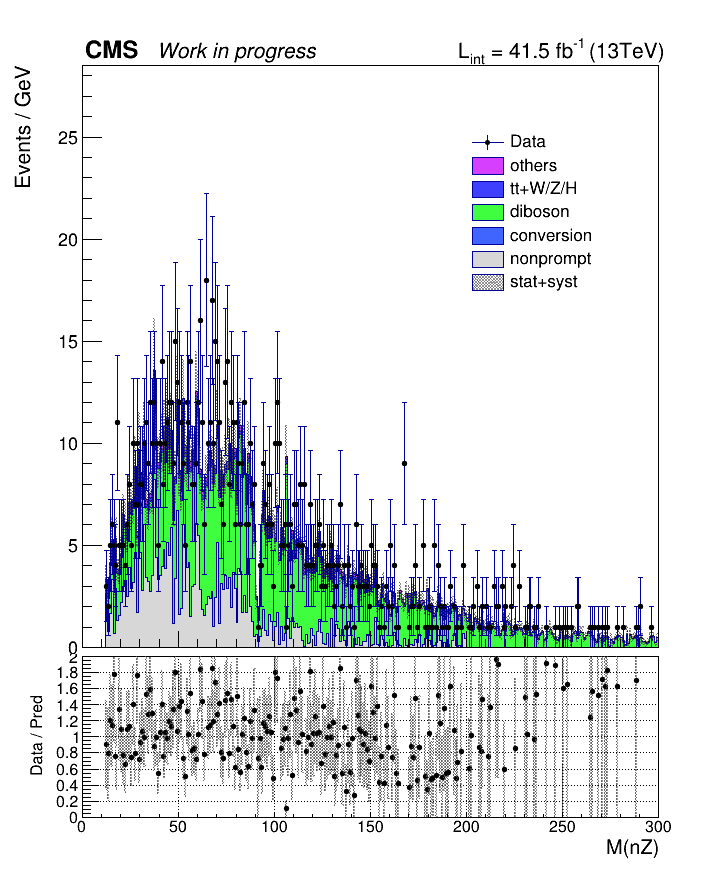 CMS Work in progress L_int = 41.5 fb^-1 (13TeV)
Events / GeV
25
20
15
10
5
0
Data
others
tt+W/Z/H
diboson
conversion
nonprompt
stat+syst
Data / Pred
2
1.8
1.6
1.4
1.2
1
0.8
0.6
0.4
0.2
0
0 50 100 150 200 250 300
M(nZ)